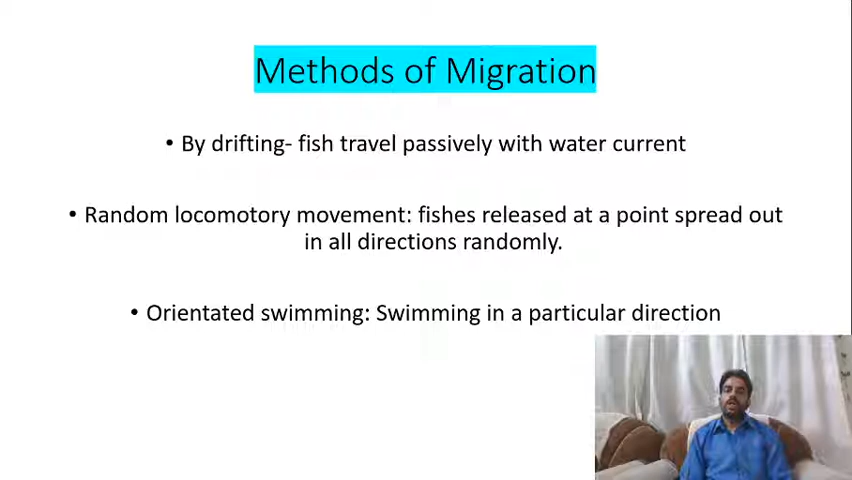 Methods of Migration
• By drifting- fish travel passively with water current
• Random locomotory movement: fishes released at a point spread out
in all directions randomly.
• Orientated swimming: Swimming in a particular direction